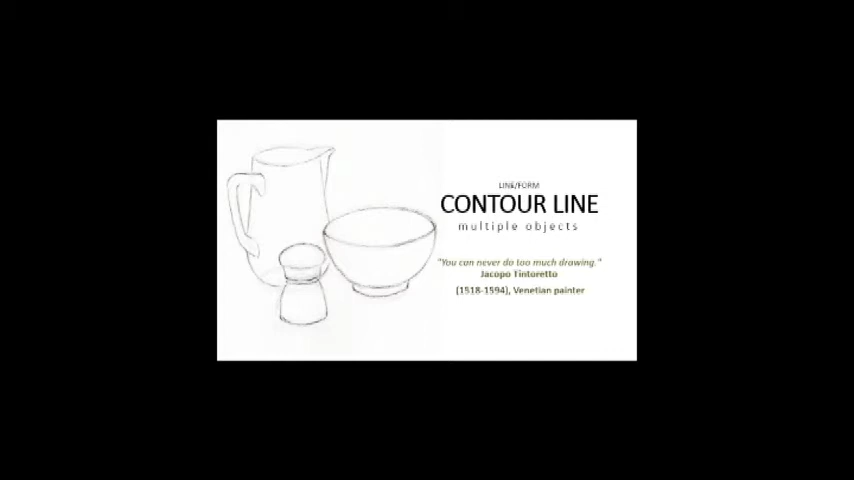 LINE/FORM
CONTOUR LINE
multiple objects
"You can never do too much drawing."
Jacopo Tintoretto
(1518-1594), Venetian painter